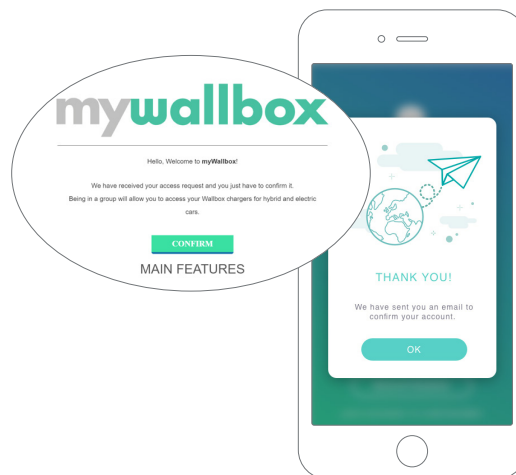 mywallbox
Hello, Welcome to myWallbox!
We have received your access request and you just have to confirm it.
Being in a group will allow you to access your Wallbox chargers for hybrid and electric
cars.
CONFIRM
MAIN FEATURES
THANK YOU!
We have sent you an email to
confirm your account.
OK